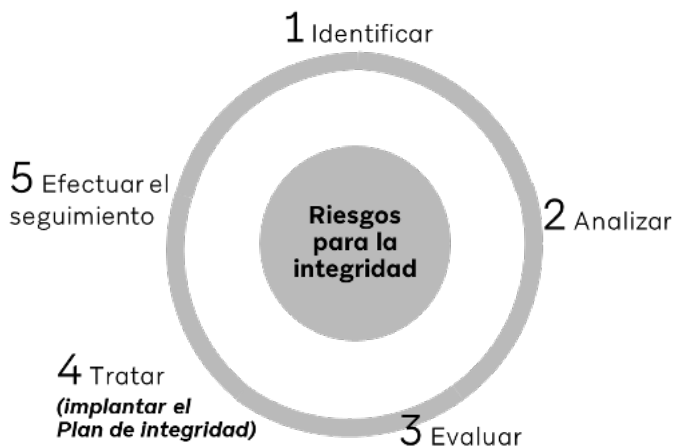 1 Identificar
2 Analizar
3 Evaluar
4 Tratar
(implantar el
Plan de integridad)
5 Efectuar el
seguimiento
Riesgos
para la
integridad